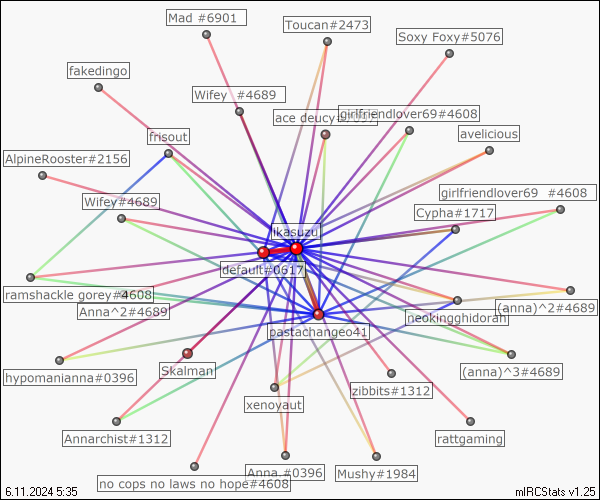 Mad #6901
Toucan#2473
Soxy Foxy#5076
fakedingo
Wifey  #4689
ace deucy
girlfriendlover69#4608
frisout
avelicious
AlpineRooster#2156
Wifey#4689
girlfriendlover69  #4608
Cypha#1717
ikasuzu
default#0617
ramshackle gorey#4608
Anna^2#4689
(anna)^2#4689
neokingghidorah
pastachangeo41
Skalman
hypomanianna#0396
(anna)^3#4689
zibbits#1312
xenoyaut
Annarchist#1312
rattgaming
Anna #0396
Mushy#1984
no cops no laws no hope#4608
6.11.2024 5:35
mIRCStats v1.25